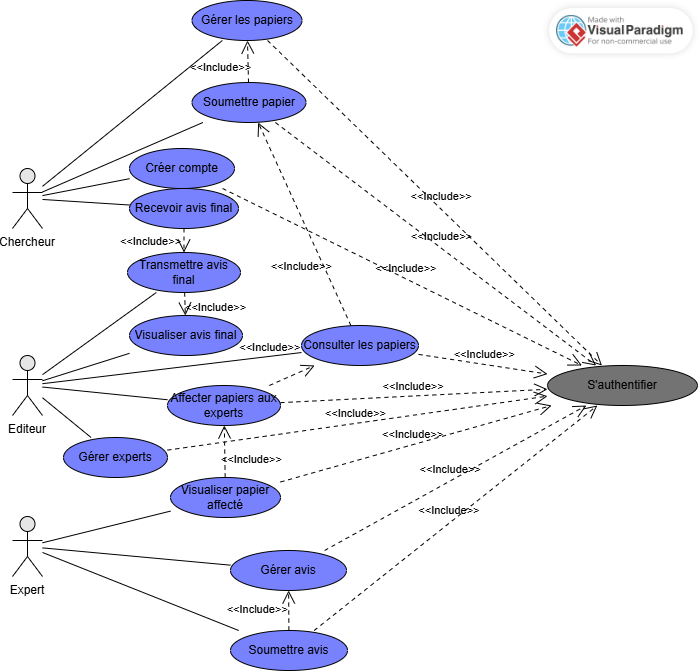 Made with
VisualParadigm
For non-commercial use
Gérer les papiers
<<Include>>
Soumettre papier
Créer compte
Recevoir avis final
<<Include>>
Chercheur
<<Include>>
<<Include>>
Transmettre avis
final
<<Include>>
<<Include>>
<<Include>>
Visualiser avis final
<<Include>>
Consulter les papiers
<<Include>>
S'authentifier
<<Include>>
Affecter papiers aux
experts
<<Include>>
Editeur
<<Include>>
Gérer experts
<<Include>>
<<Include>>
Visualiser papier
affecté
<<Include>>
Gérer avis
Expert
<<Include>>
Soumettre avis